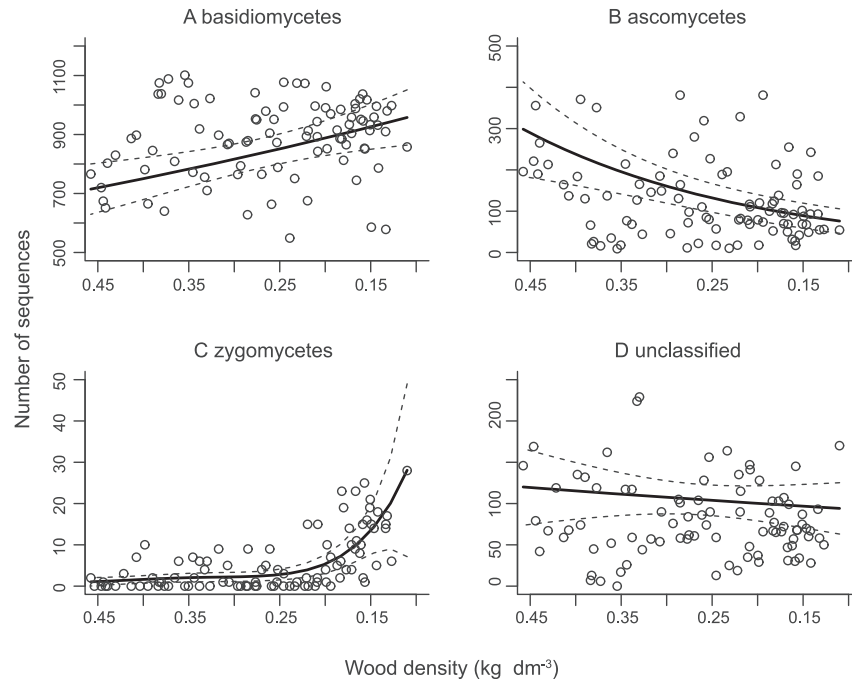 A basidiomycetes
B ascomycetes
500 700 900 1100
0 100 300 500
0.45 0.35 0.25 0.15
0.45 0.35 0.25 0.15
Number of sequences
C zygomycetes
D unclassified
0 10 20 30 40 50
0 50 100 200
0.45 0.35 0.25 0.15
0.45 0.35 0.25 0.15
Wood density (kg dm-3)